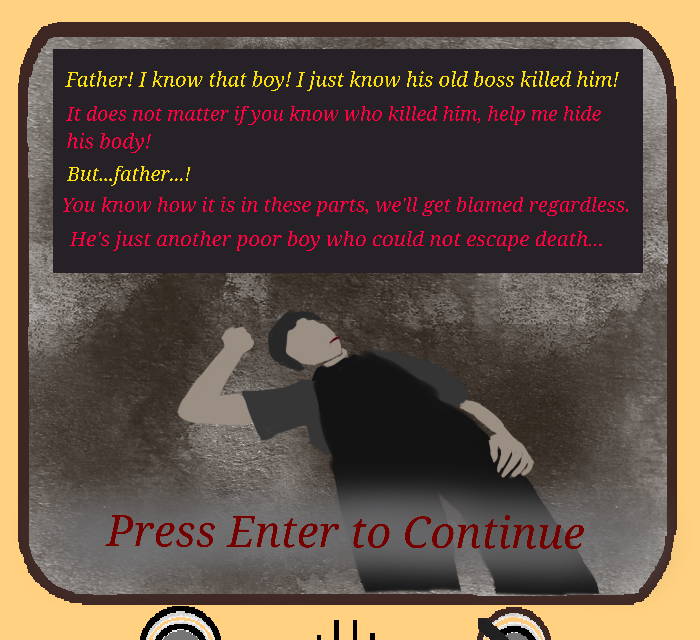 Father! I know that boy! I just know his old boss killed him!
It does not matter if you know who killed him, help me hide
his body!
But...father...!
You know how it is in these parts, we'll get blamed regardless.
He's just another poor boy who could not escape death...
Press Enter to Continue